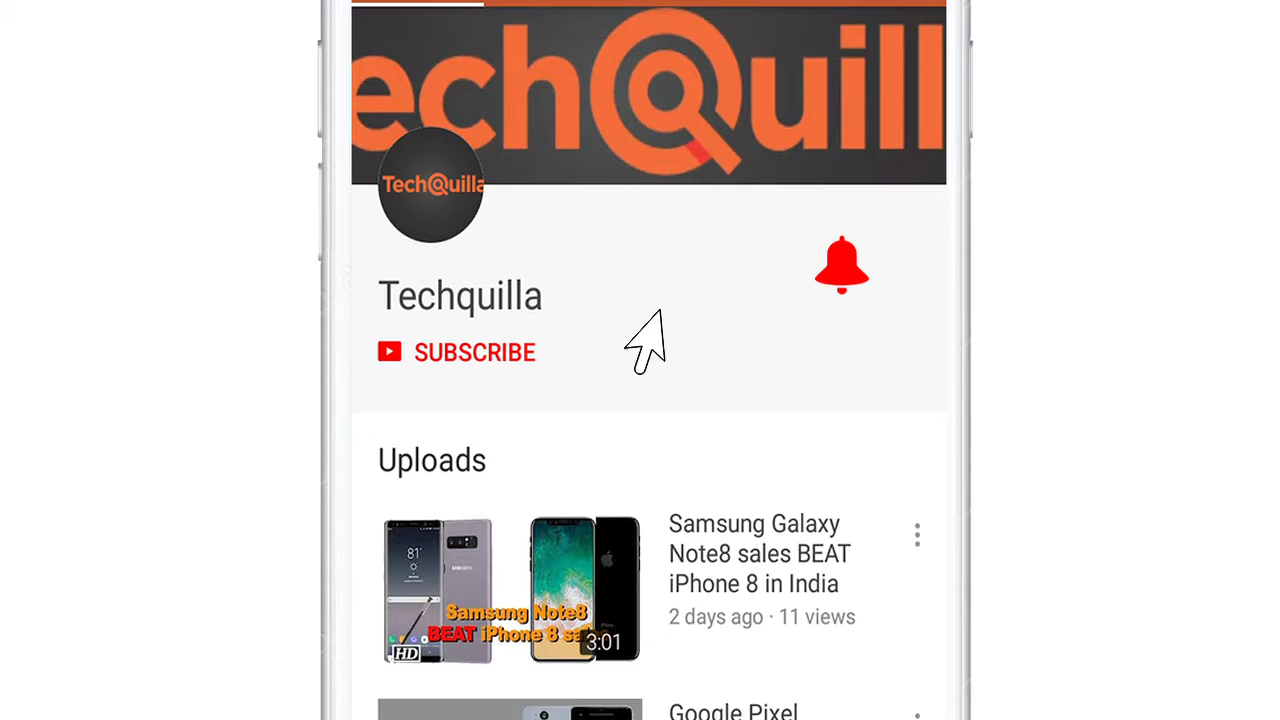 echQuill
TechQuilla
Techquilla
SUBSCRIBE
Uploads
81°
SAMSUNG
Samsung Note8
BEAT iPhone 8 sa
3:01
HD
Samsung Galaxy
Note8 sales BEAT
iPhone 8 in India
2 days ago · 11 views
Google Pixel